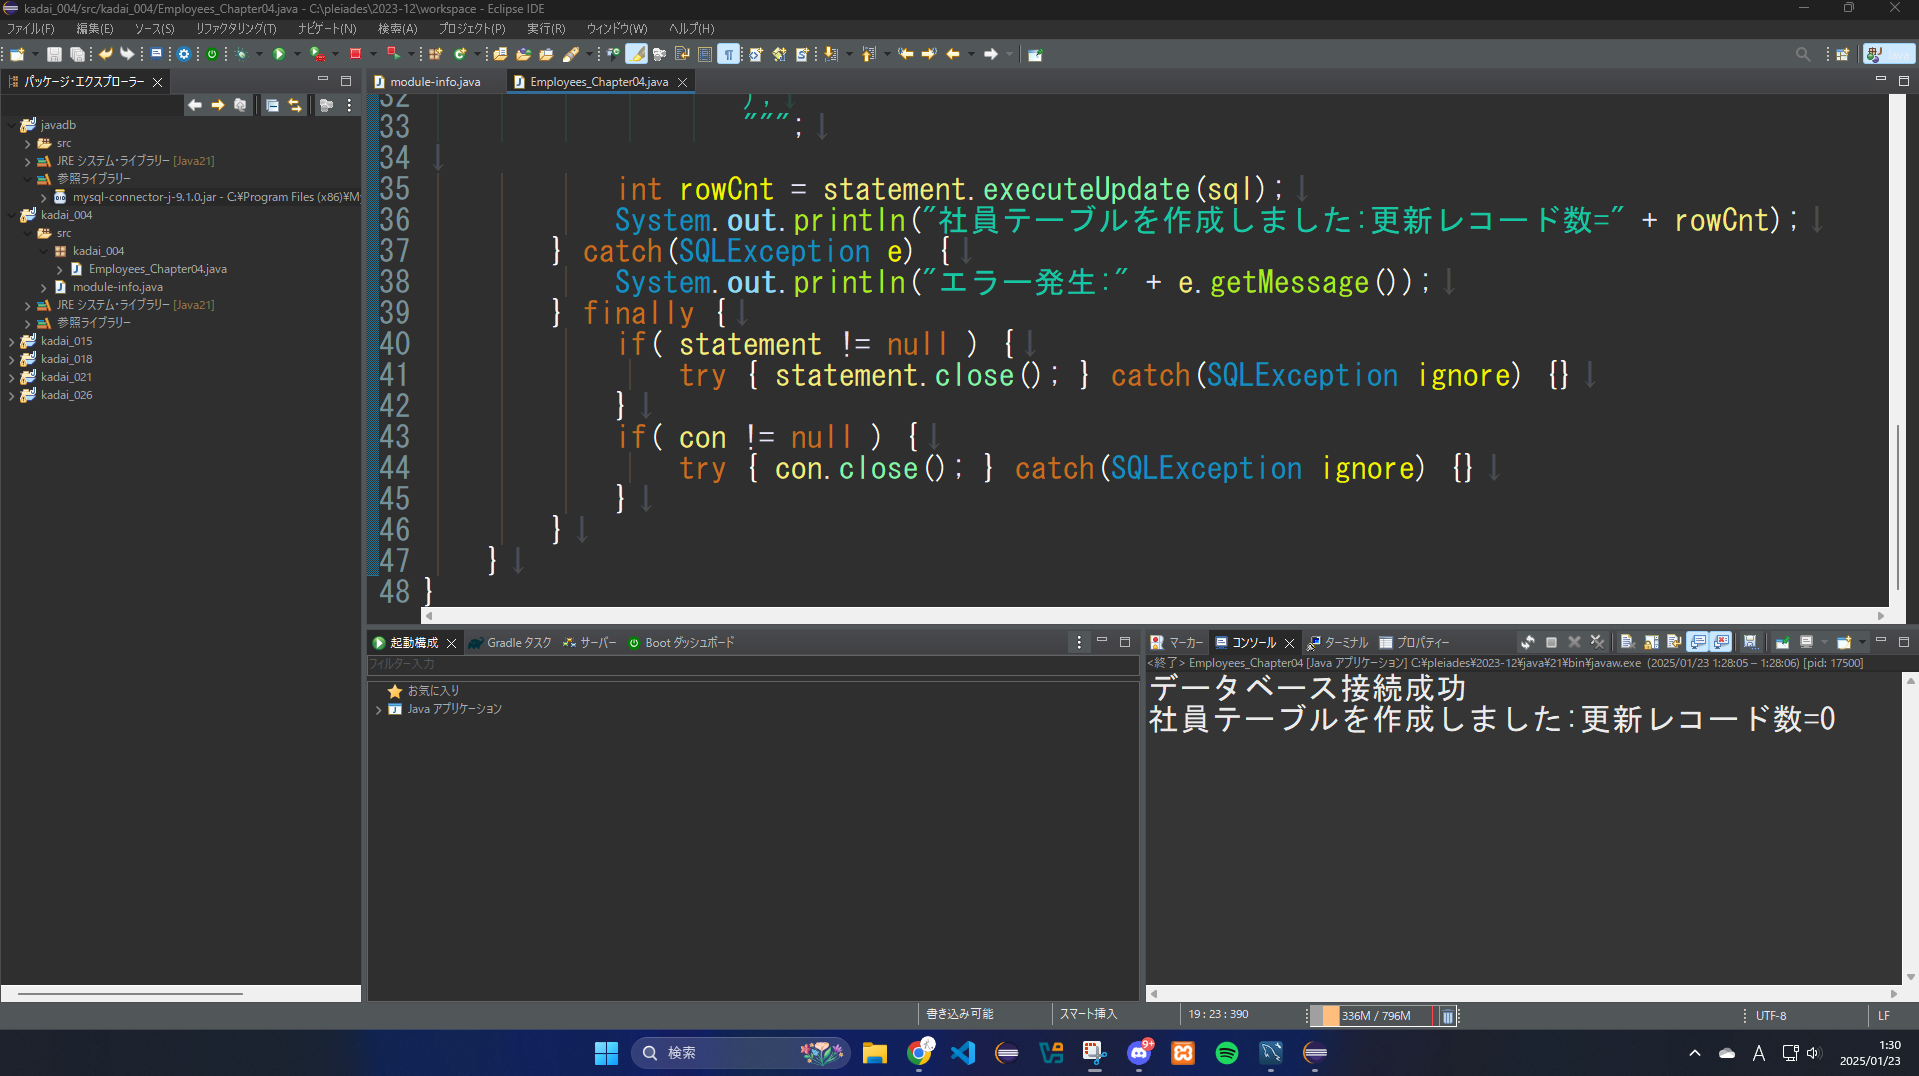 kadai_004/src/kadai_004/Employees_Chapter04.java - C:\pleiades\2023-12\workspace - Eclipse IDE
ファイル(F) 編集(E) ソース(S) リファクタリング(T) ナビゲート(N) 検索(A) プロジェクト(P) 実行(R) ウィンドウ(W) ヘルプ(H)
パッケージ・エクスプローラー
javadb
src
JRE システム・ライブラリー [Java21]
参照ライブラリー
mysql-connector-j-9.1.0.jar - C:¥Program Files (x86)¥My
kadai_004
src
kadai_004
Employees_Chapter04.java
module-info.java
JRE システム・ライブラリー [Java21]
参照ライブラリー
kadai_015
kadai_018
kadai_021
kadai_026
module-info.java Employees_Chapter04.java
32 );↓
33 """;↓
34 ↓
35 int rowCnt = statement.executeUpdate(sql);↓
36 System.out.println("社員テーブルを作成しました:更新レコード数=" + rowCnt);↓
37 } catch(SQLException e) {↓
38 System.out.println("エラー発生:" + e.getMessage());↓
39 } finally {↓
40 if( statement != null ) {↓
41 try { statement.close(); } catch(SQLException ignore) {}↓
42 }↓
43 if( con != null ) {↓
44 try { con.close(); } catch(SQLException ignore) {}↓
45 }↓
46 }↓
47 }↓
48 }
起動構成 Gradle タスク サーバー Boot ダッシュボード
フィルター入力
お気に入り
Java アプリケーション
マーカー コンソール ターミナル プロパティー
<終了> Employees_Chapter04 [Java アプリケーション] C:¥pleiades¥2023-12¥java¥21¥bin¥javaw.exe (2025/01/23 1:28:05 – 1:28:06) [pid: 17500]
データベース接続成功
社員テーブルを作成しました:更新レコード数=0
書き込み可能 スマート挿入 19 : 23 : 390 336M / 796M UTF-8 LF
検索 9+ A 1:30
2025/01/23